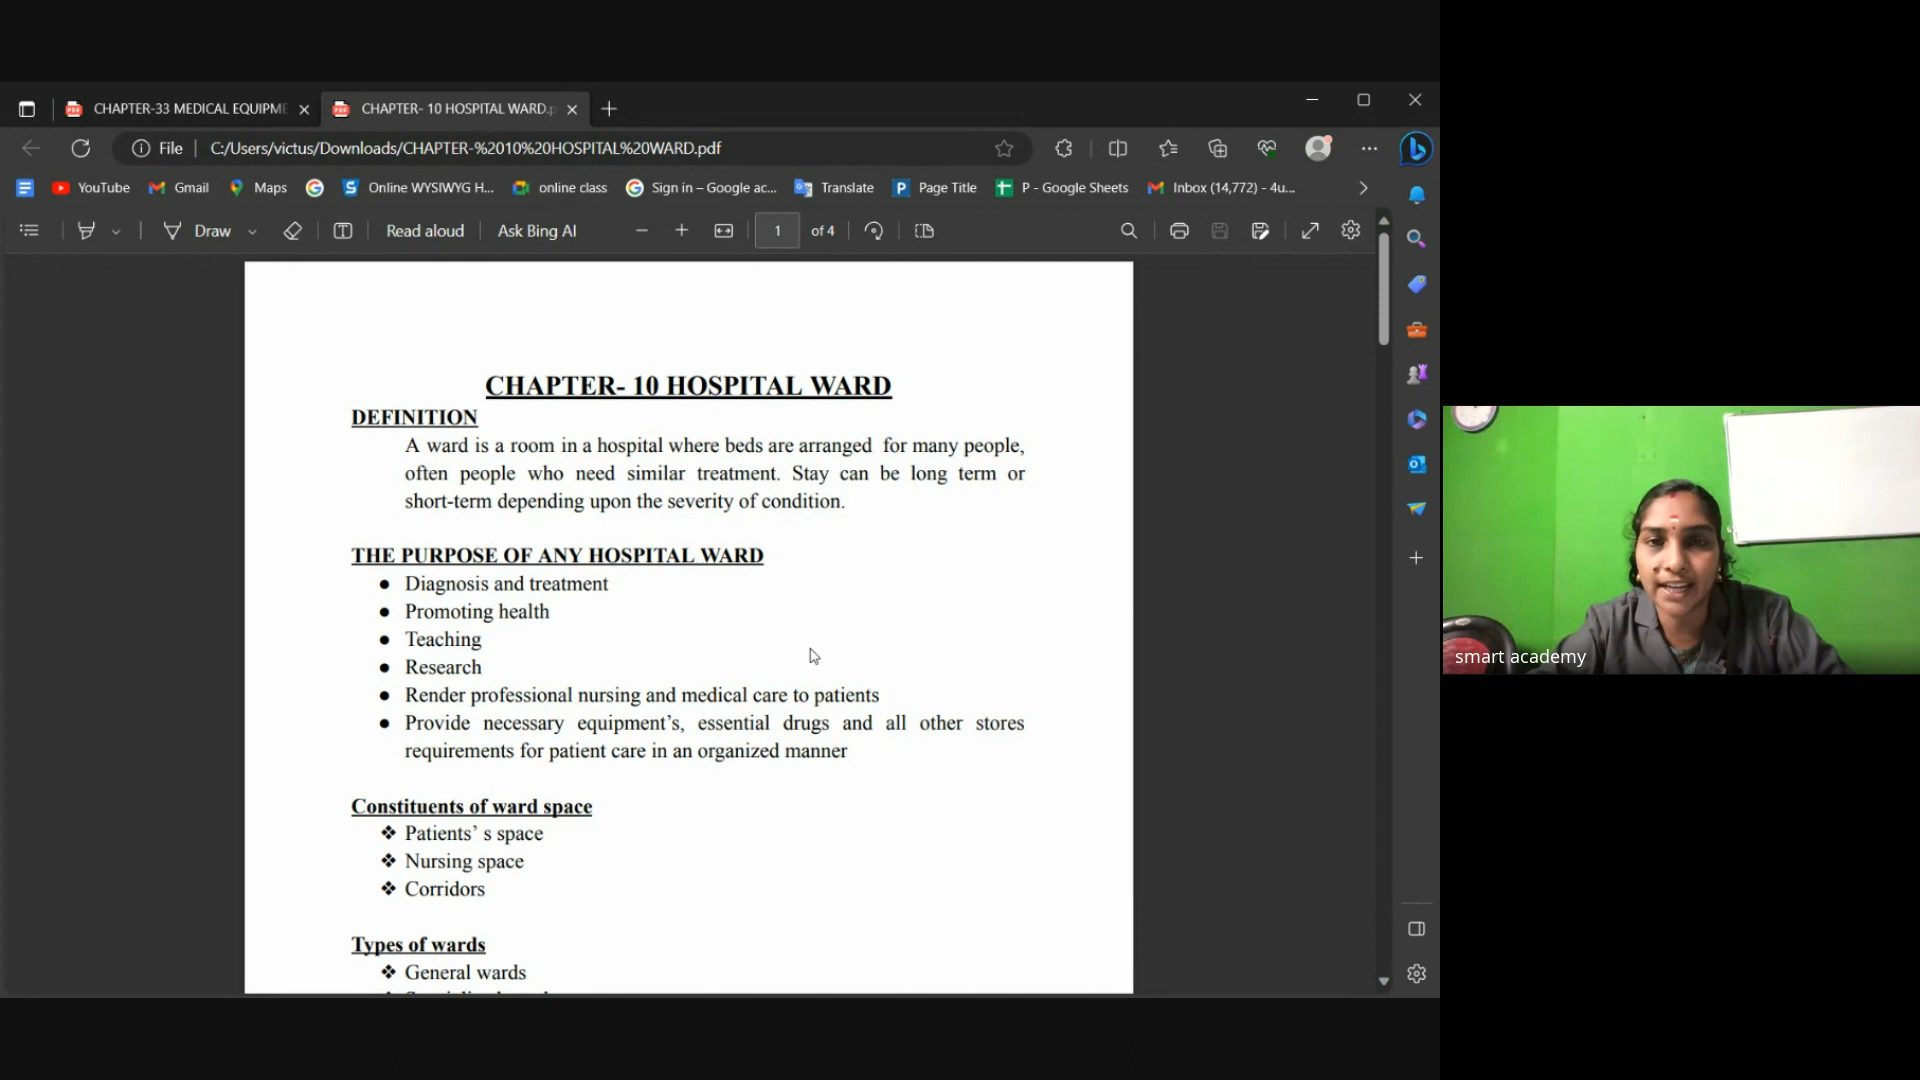 CHAPTER-33 MEDICAL EQUIPME
CHAPTER- 10 HOSPITAL WARD.p
File
C:/Users/victus/Downloads/CHAPTER-%2010%20HOSPITAL%20WARD.pdf
YouTube
Gmail
Maps
Online WYSIWYG H...
online class
Sign in – Google ac...
Translate
Page Title
P - Google Sheets
Inbox (14,772) - 4u...
Draw
Read aloud
Ask Bing AI
1
of 4
CHAPTER- 10 HOSPITAL WARD
DEFINITION
A ward is a room in a hospital where beds are arranged for many people,
often people who need similar treatment. Stay can be long term or
short-term depending upon the severity of condition.
THE PURPOSE OF ANY HOSPITAL WARD
● Diagnosis and treatment
● Promoting health
● Teaching
● Research
● Render professional nursing and medical care to patients
● Provide necessary equipment’s, essential drugs and all other stores
requirements for patient care in an organized manner
Constituents of ward space
❖ Patients’ s space
❖ Nursing space
❖ Corridors
Types of wards
❖ General wards
smart academy